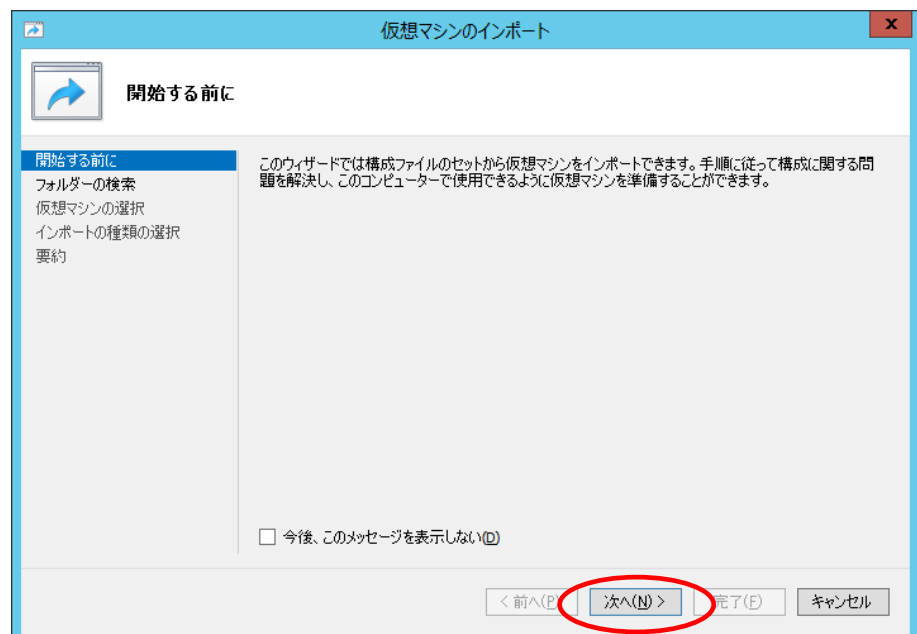 仮想マシンのインポート
x
開始する前に
開始する前に
フォルダーの検索
仮想マシンの選択
インポートの種類の選択
要約
このウィザードでは構成ファイルのセットから仮想マシンをインポートできます。手順に従って構成に関する問
題を解決し、このコンピューターで使用できるように仮想マシンを準備することができます。
今後、このメッセージを表示しない(D)
< 前へ(P)
次へ(N) >
完了(F)
キャンセル